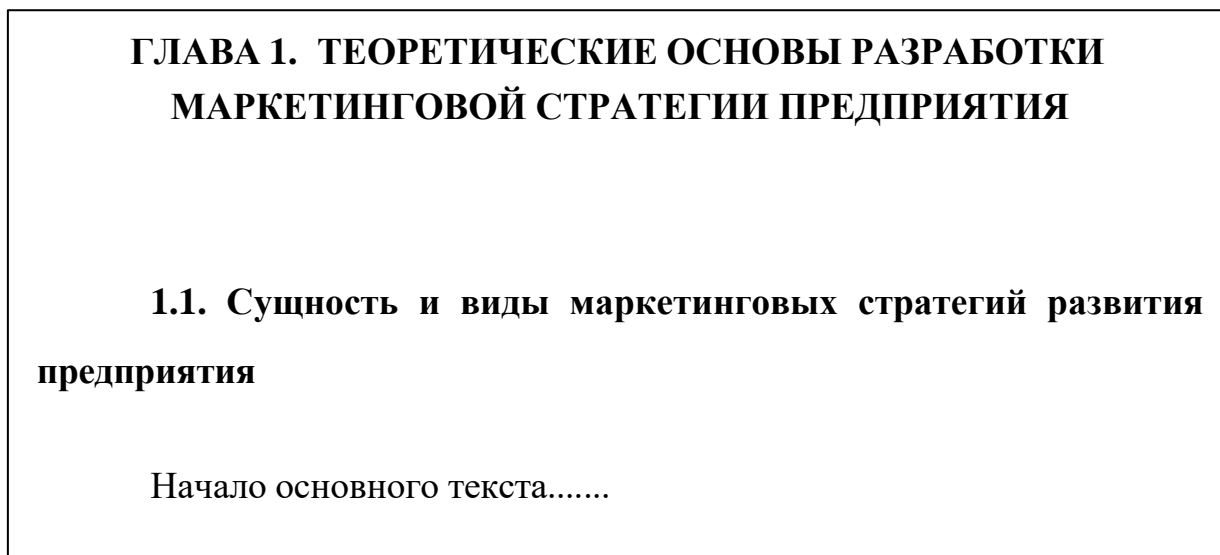 ГЛАВА 1.  ТЕОРЕТИЧЕСКИЕ ОСНОВЫ РАЗРАБОТКИ
МАРКЕТИНГОВОЙ СТРАТЕГИИ ПРЕДПРИЯТИЯ
1.1. Сущность и виды маркетинговых стратегий развития
предприятия
Начало основного текста.......